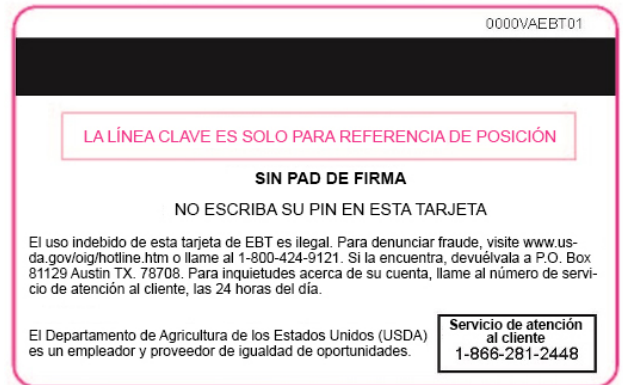 0000VAEBT01
LA LÍNEA CLAVE ES SOLO PARA REFERENCIA DE POSICIÓN
SIN PAD DE FIRMA
NO ESCRIBA SU PIN EN ESTA TARJETA
El uso indebido de esta tarjeta de EBT es ilegal. Para denunciar fraude, visite www.us-
da.gov/oig/hotline.htm o llame al 1-800-424-9121. Si la encuentra, devuélvala a P.O. Box
81129 Austin TX. 78708. Para inquietudes acerca de su cuenta, llame al número de servi-
cio de atención al cliente, las 24 horas del día.
El Departamento de Agricultura de los Estados Unidos (USDA)
es un empleador y proveedor de igualdad de oportunidades.
Servicio de atención
al cliente
1-866-281-2448